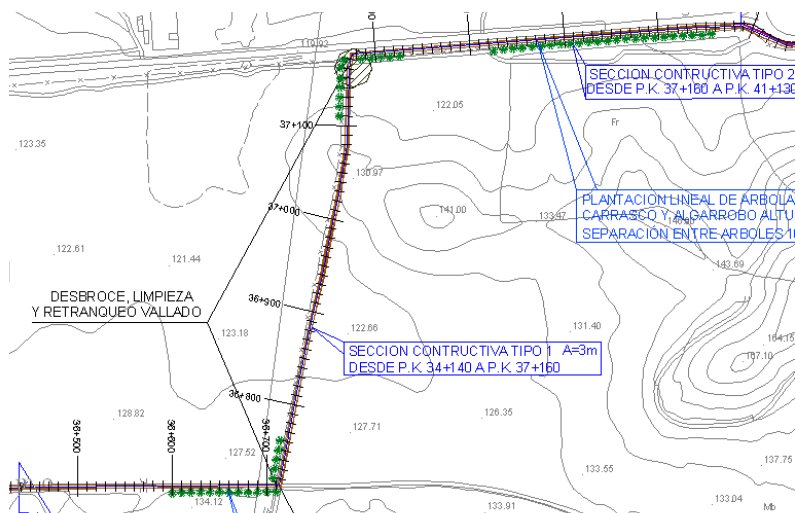 119.92
SECCION CONTRUCTIVA TIPO 2
DESDE P.K. 37+160 A P.K. 41+130
122.05
37+100
Fr
123.35
130.97
PLANTACION LINEAL DE ARBOLA
CARRASCO Y ALGARROBO ALTU
SEPARACIÓN ENTRE ARBOLES 10
141.00
133.47
37+000
122.61
121.44
143.69
DESBROCE, LIMPIEZA
Y RETRANQUEO VALLADO
36+900
123.18
122.66
131.40
164.15
SECCION CONTRUCTIVA TIPO 1 A=3m
DESDE P.K. 34+140 A P.K. 37+160
167.10
36+800
128.82
127.71
126.35
36+500
36+600
36+700
127.52
133.55
137.75
134.12
133.91
133.04
Mb